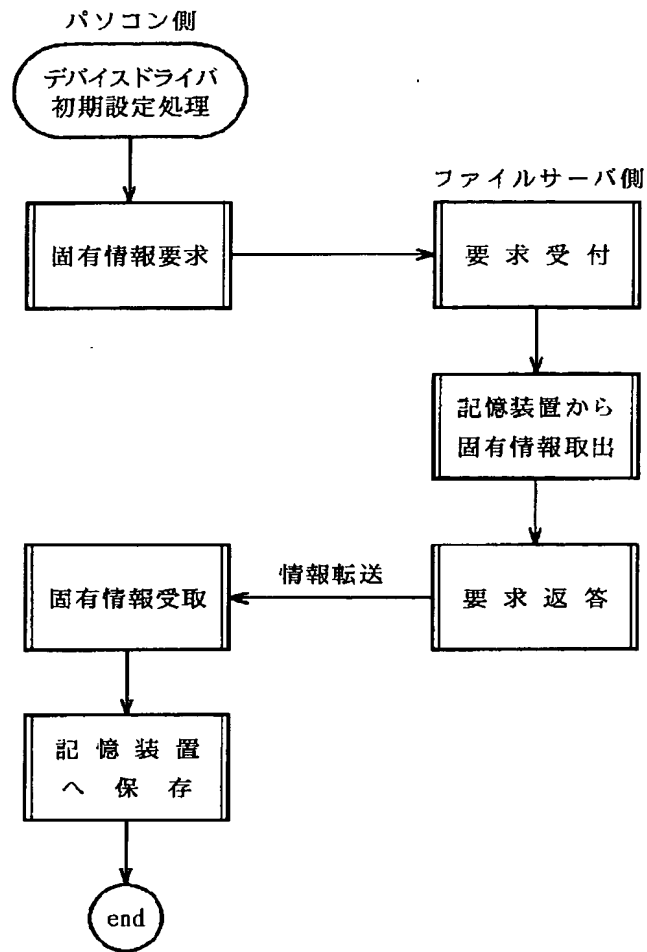 パソコン側
デバイスドライバ
初期設定処理
ファイルサーバ側
固有情報要求
要求受付
記憶装置から
固有情報取出
情報転送
固有情報受取
要求返答
記憶装置
へ保存
end